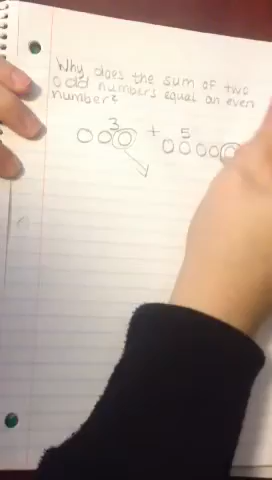 Why does the sum of two
odd numbers equal an even
number?
3 + 5